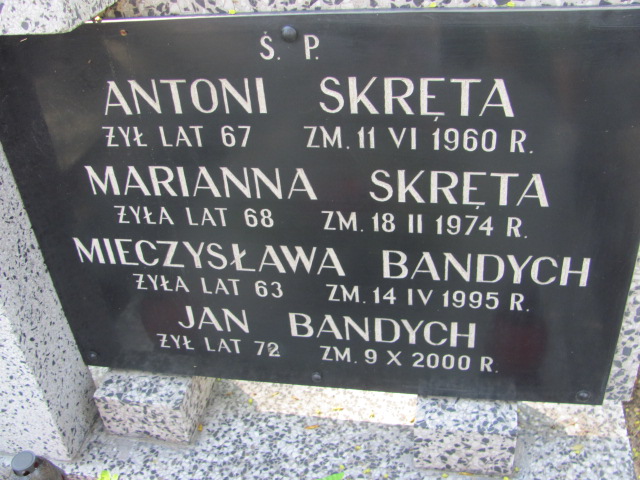 Ś. P.
ANTONI SKRĘTA
ŻYŁ LAT 67 ZM. 11 VI 1960 R.
MARIANNA SKRĘTA
ŻYŁA LAT 68 ZM. 18 II 1974 R.
MIECZYSŁAWA BANDYCH
ŻYŁA LAT 63 ZM. 14 IV 1995 R.
JAN BANDYCH
ŻYŁ LAT 72 ZM. 9 X 2000 R.